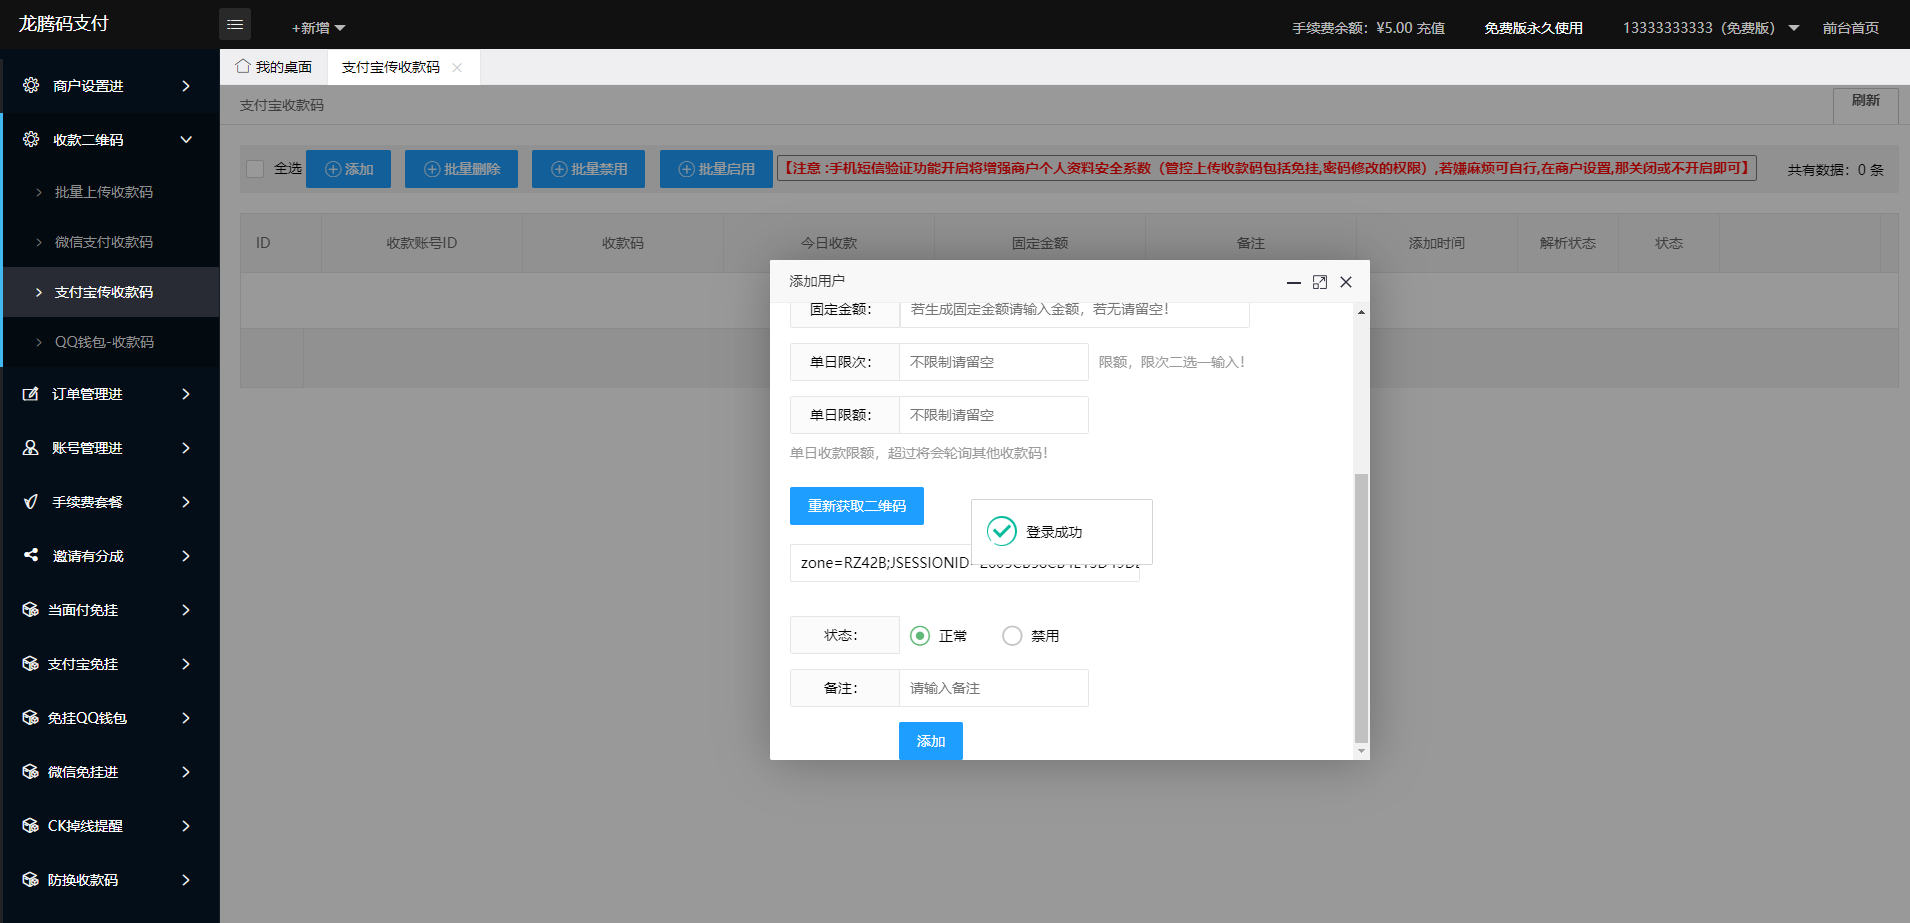 龙腾码支付
+新增
手续费余额：¥5.00 充值
免费版永久使用
13333333333（免费版）
前台首页
我的桌面
支付宝传收款码
商户设置进
收款二维码
批量上传收款码
微信支付收款码
支付宝传收款码
QQ钱包-收款码
订单管理进
账号管理进
手续费套餐
邀请有分成
当面付免挂
支付宝免挂
免挂QQ钱包
微信免挂进
CK掉线提醒
防换收款码
支付宝收款码
刷新
全选
添加
批量删除
批量禁用
批量启用
【注意 :手机短信验证功能开启将增强商户个人资料安全系数（管控上传收款码包括免挂,密码修改的权限）,若嫌麻烦可自行,在商户设置,那关闭或不开启即可】
共有数据：0 条
ID
收款账号ID
收款码
今日收款
固定金额
备注
添加时间
解析状态
状态
添加用户
固定金额：
若生成固定金额请输入金额，若无请留空！
单日限次：
不限制请留空
限额，限次二选一输入！
单日限额：
不限制请留空
单日收款限额，超过将会轮询其他收款码！
重新获取二维码
登录成功
zone=RZ42B;JSESSIONID
状态：
正常
禁用
备注：
请输入备注
添加